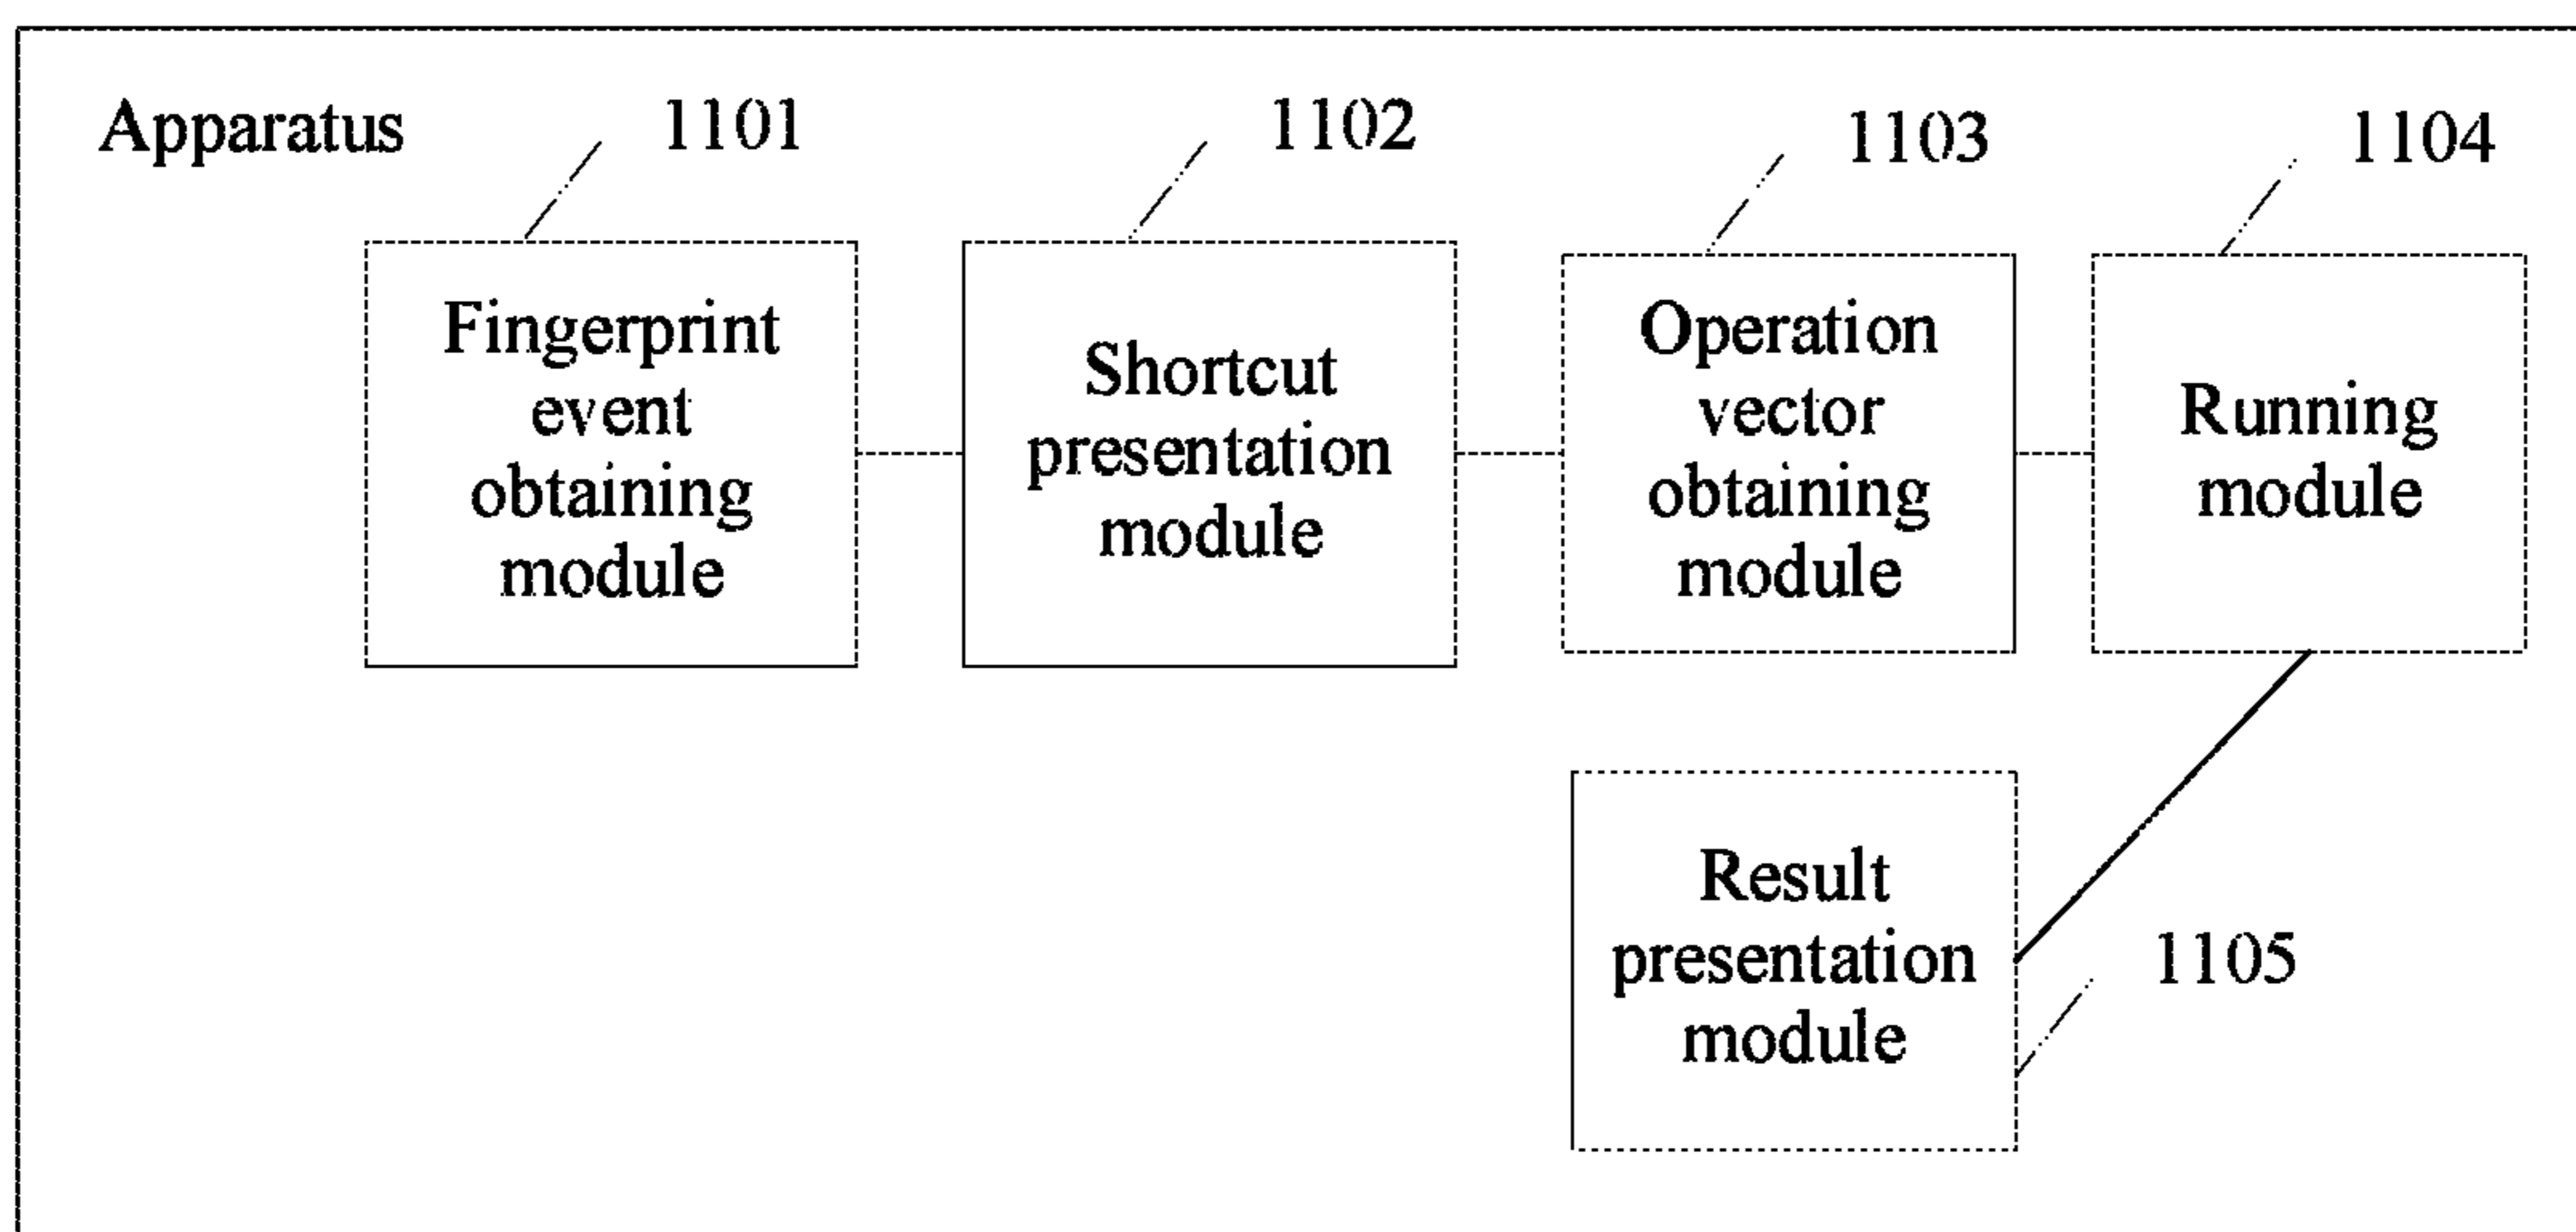 Apparatus
1101
1102
1103
1104
Fingerprint
event
obtaining
module
Shortcut
presentation
module
Operation
vector
obtaining
module
Running
module
Result
presentation
module
1105